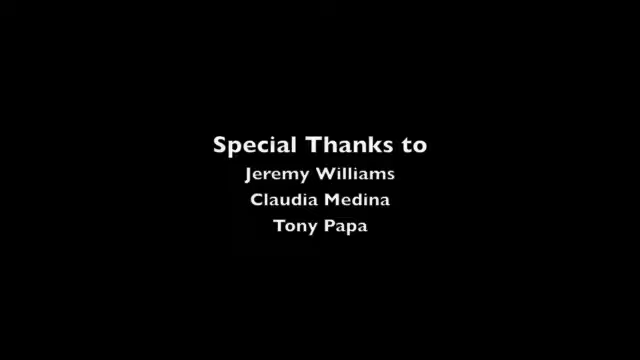 Special Thanks to
Jeremy Williams
Claudia Medina
Tony Papa